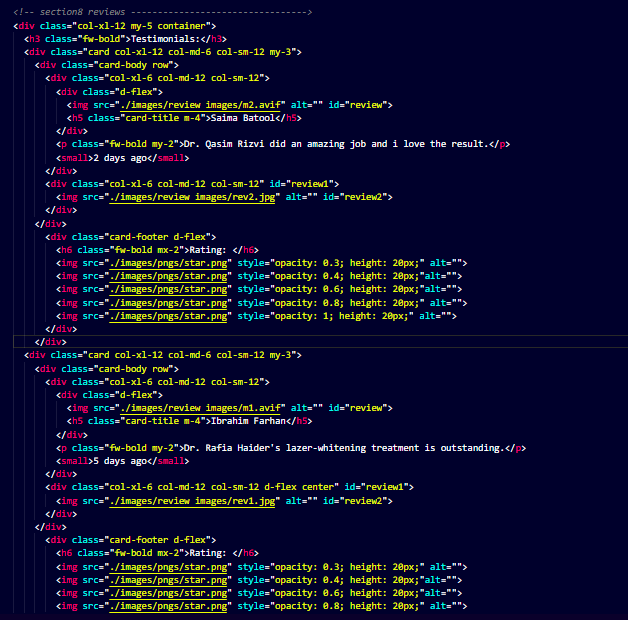 <!-- section8 reviews --------------------------------->
<div class="col-xl-12 my-5 container">
<h3 class="fw-bold">Testimonials:</h3>
<div class="card col-xl-12 col-md-6 col-sm-12 my-3">
<div class="card-body row">
<div class="col-xl-6 col-md-12 col-sm-12">
<div class="d-flex">
<img src="./images/review images/m2.avif" alt="" id="review">
<h5 class="card-title m-4">Saima Batool</h5>
</div>
<p class="fw-bold my-2">Dr. Qasim Rizvi did an amazing job and i love the result.</p>
<small>2 days ago</small>
</div>
<div class="col-xl-6 col-md-12 col-sm-12" id="review1">
<img src="./images/review images/rev2.jpg" alt="" id="review2">
</div>
</div>
<div class="card-footer d-flex">
<h6 class="fw-bold mx-2">Rating: </h6>
<img src="./images/pngs/star.png" style="opacity: 0.3; height: 20px;" alt="">
<img src="./images/pngs/star.png" style="opacity: 0.4; height: 20px;"alt="">
<img src="./images/pngs/star.png" style="opacity: 0.6; height: 20px;"alt="">
<img src="./images/pngs/star.png" style="opacity: 0.8; height: 20px;" alt="">
<img src="./images/pngs/star.png" style="opacity: 1; height: 20px;" alt="">
</div>
</div>
<div class="card col-xl-12 col-md-6 col-sm-12 my-3">
<div class="card-body row">
<div class="col-xl-6 col-md-12 col-sm-12">
<div class="d-flex">
<img src="./images/review images/m1.avif" alt="" id="review">
<h5 class="card-title m-4">Ibrahim Farhan</h5>
</div>
<p class="fw-bold my-2">Dr. Rafia Haider's lazer-whitening treatment is outstanding.</p>
<small>5 days ago</small>
</div>
<div class="col-xl-6 col-md-12 col-sm-12 d-flex center" id="review1">
<img src="./images/review images/rev1.jpg" alt="" id="review2">
</div>
</div>
<div class="card-footer d-flex">
<h6 class="fw-bold mx-2">Rating: </h6>
<img src="./images/pngs/star.png" style="opacity: 0.3; height: 20px;" alt="">
<img src="./images/pngs/star.png" style="opacity: 0.4; height: 20px;"alt="">
<img src="./images/pngs/star.png" style="opacity: 0.6; height: 20px;"alt="">
<img src="./images/pngs/star.png" style="opacity: 0.8; height: 20px;" alt="">